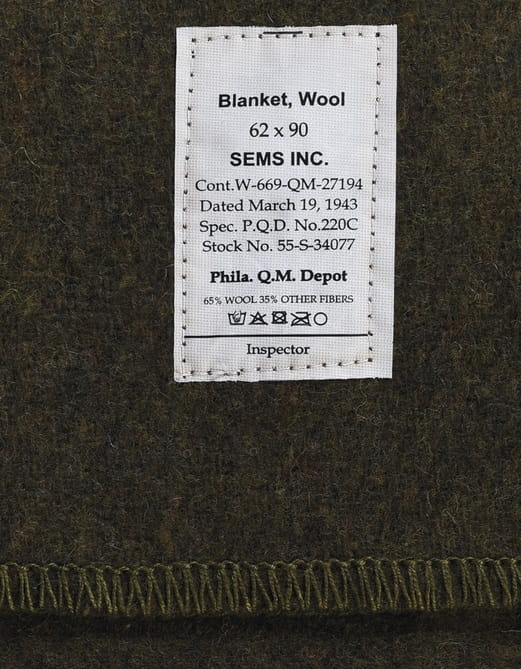 Blanket, Wool
62 x 90
SEMS INC.
Cont.W-669-QM-27194
Dated March 19, 1943
Spec. P.Q.D. No.220C
Stock No. 55-S-34077
Phila. Q.M. Depot
65% WOOL 35% OTHER FIBERS
Inspector